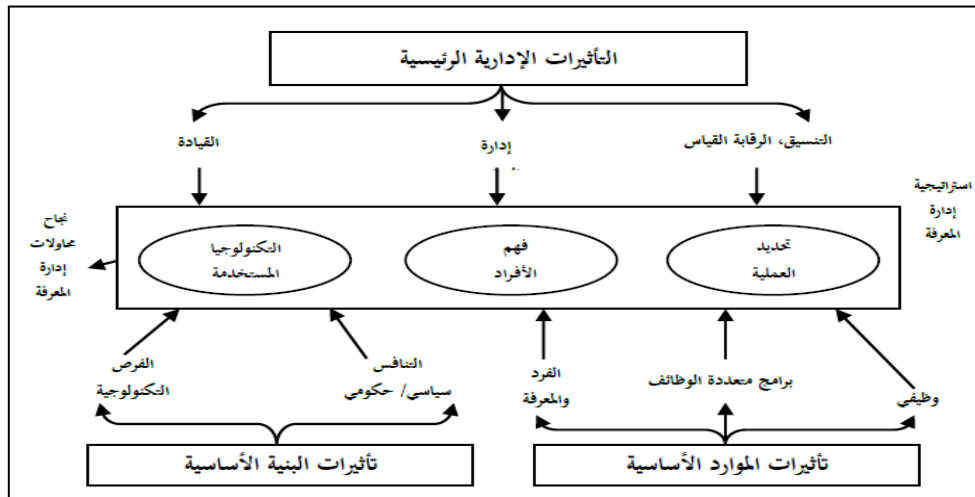 التأثيرات الإدارية الرئيسية
التنسيق، الرقابة القياس
إدارة
القيادة
استراتيجية
إدارة
المعرفة
تحديد
العملية
فهم
الأفراد
التكنولوجيا
المستخدمة
نجاح
محاولات
إدارة
المعرفة
وظيفي
برامج متعددة الوظائف
الفرد
والمعرفة
التنافس
سياسي/ حكومي
الفرص
التكنولوجية
تأثيرات الموارد الأساسية
تأثيرات البنية الأساسية